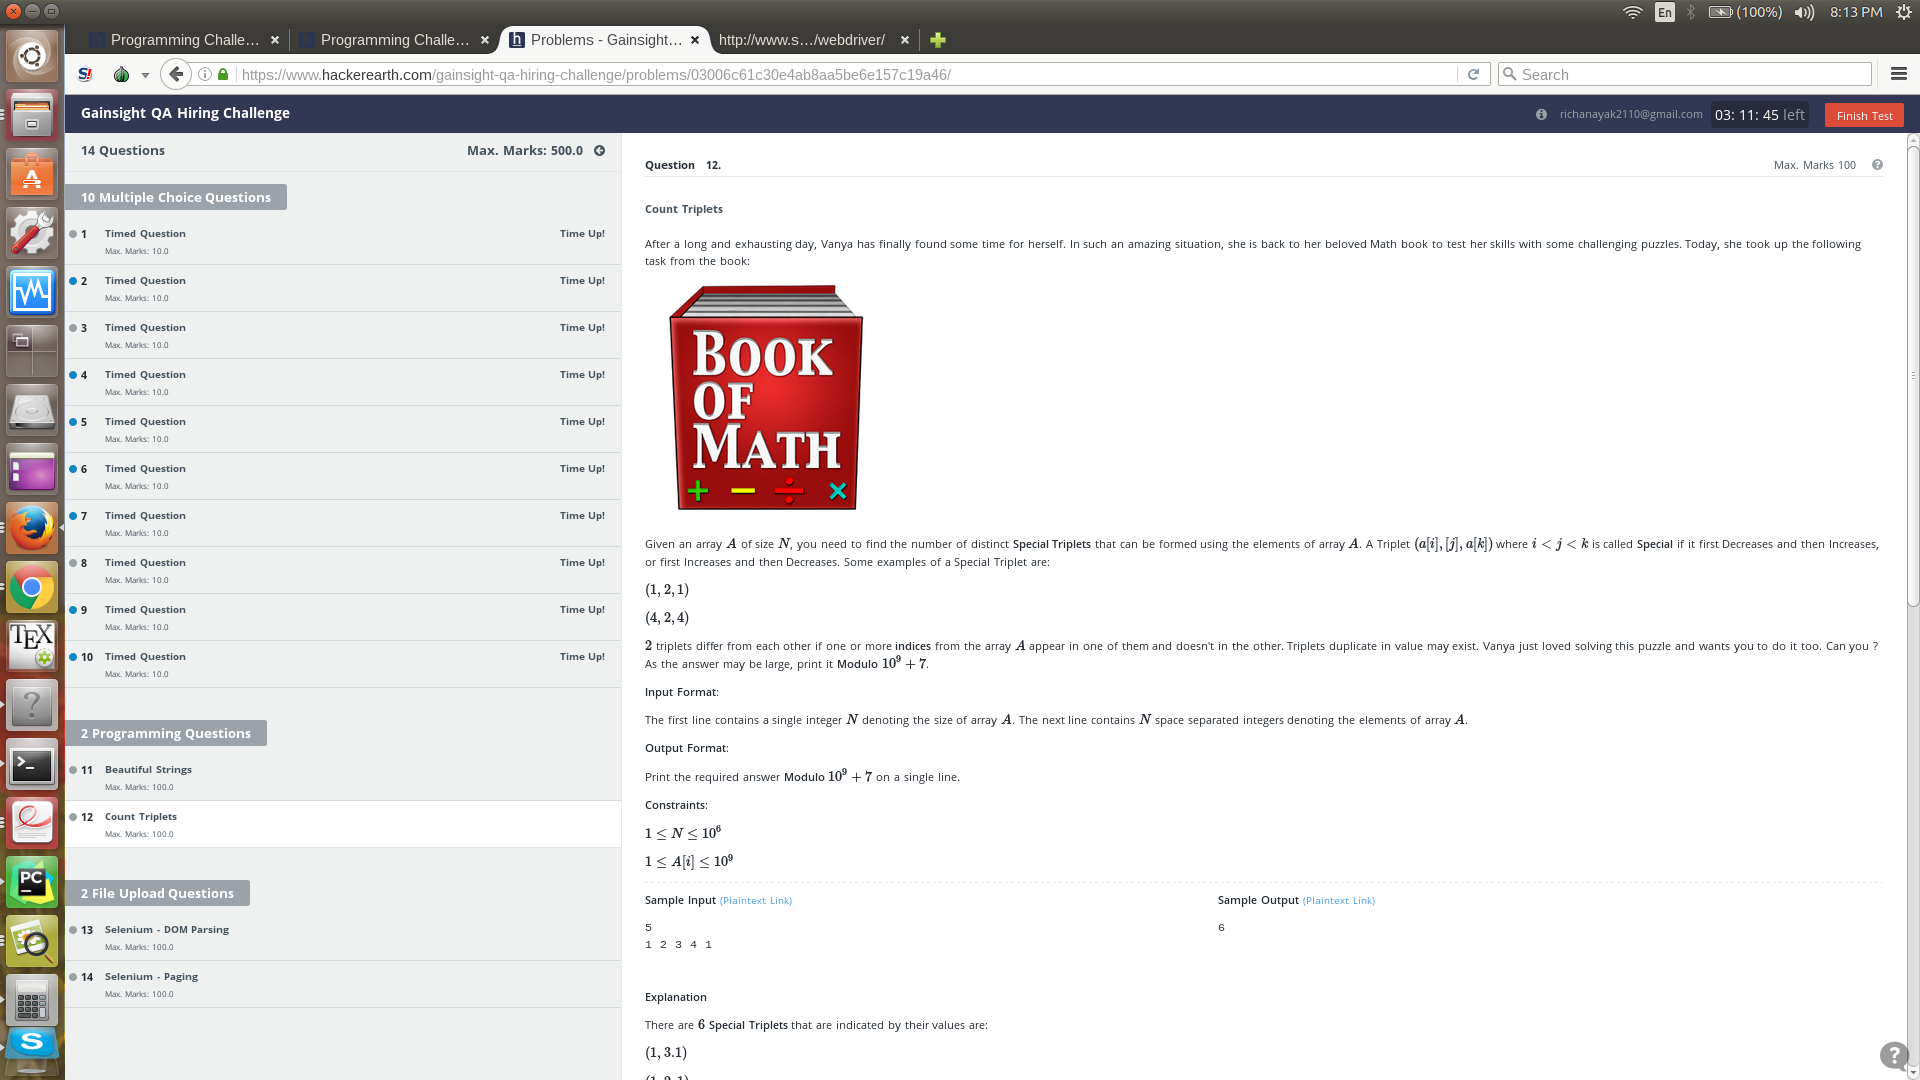 En
(100%)
8:13 PM
Programming Challe...
Programming Challe...
Problems - Gainsight...
http://www.s.../webdriver/
https://www.hackerearth.com/gainsight-qa-hiring-challenge/problems/03006c61c30e4ab8aa5be6e157c19a46/
Search
Gainsight QA Hiring Challenge
richanayak2110@gmail.com
03: 11: 45 left
Finish Test
14 Questions
Max. Marks: 500.0
10 Multiple Choice Questions
1 Timed Question Time Up!
Max. Marks: 10.0
2 Timed Question Time Up!
Max. Marks: 10.0
3 Timed Question Time Up!
Max. Marks: 10.0
4 Timed Question Time Up!
Max. Marks: 10.0
5 Timed Question Time Up!
Max. Marks: 10.0
6 Timed Question Time Up!
Max. Marks: 10.0
7 Timed Question Time Up!
Max. Marks: 10.0
8 Timed Question Time Up!
Max. Marks: 10.0
9 Timed Question Time Up!
Max. Marks: 10.0
10 Timed Question Time Up!
Max. Marks: 10.0
2 Programming Questions
11 Beautiful Strings
Max. Marks: 100.0
12 Count Triplets
Max. Marks: 100.0
2 File Upload Questions
13 Selenium - DOM Parsing
Max. Marks: 100.0
14 Selenium - Paging
Max. Marks: 100.0
Question 12.
Max. Marks 100
Count Triplets
After a long and exhausting day, Vanya has finally found some time for herself. In such an amazing situation, she is back to her beloved Math book to test her skills with some challenging puzzles. Today, she took up the following
task from the book:
BOOK
OF
MATH
+ − ÷ ×
Given an array A of size N, you need to find the number of distinct Special Triplets that can be formed using the elements of array A. A Triplet (a[i], [j], a[k]) where i < j < k is called Special if it first Decreases and then Increases,
or first Increases and then Decreases. Some examples of a Special Triplet are:
(1, 2, 1)
(4, 2, 4)
2 triplets differ from each other if one or more indices from the array A appear in one of them and doesn't in the other. Triplets duplicate in value may exist. Vanya just loved solving this puzzle and wants you to do it too. Can you ?
As the answer may be large, print it Modulo 10⁹ + 7.
Input Format:
The first line contains a single integer N denoting the size of array A. The next line contains N space separated integers denoting the elements of array A.
Output Format:
Print the required answer Modulo 10⁹ + 7 on a single line.
Constraints:
1 ≤ N ≤ 10⁶
1 ≤ A[i] ≤ 10⁹
Sample Input (Plaintext Link)
5
1 2 3 4 1
Sample Output (Plaintext Link)
6
Explanation
There are 6 Special Triplets that are indicated by their values are:
(1, 3.1)
TEX
PC